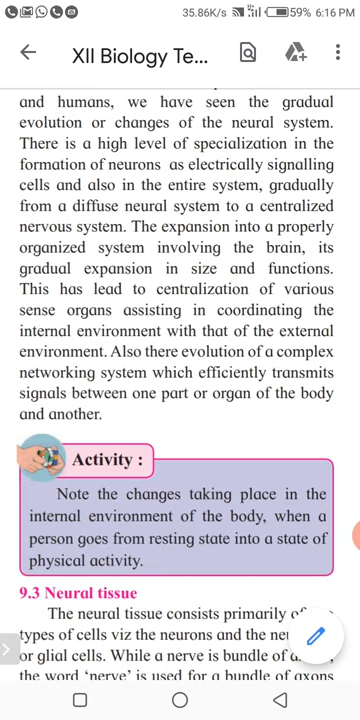 35.86K/s 59% 6:16 PM
XII Biology Te...
and humans, we have seen the gradual
evolution or changes of the neural system.
There is a high level of specialization in the
formation of neurons as electrically signalling
cells and also in the entire system, gradually
from a diffuse neural system to a centralized
nervous system. The expansion into a properly
organized system involving the brain, its
gradual expansion in size and functions.
This has lead to centralization of various
sense organs assisting in coordinating the
internal environment with that of the external
environment. Also there evolution of a complex
networking system which efficiently transmits
signals between one part or organ of the body
and another.
Activity :
Note the changes taking place in the
internal environment of the body, when a
person goes from resting state into a state of
physical activity.
9.3 Neural tissue
The neural tissue consists primarily
types of cells viz the neurons and the
or glial cells. While a nerve is bundle of
the word ‘nerve’ is used for a bundle of axons